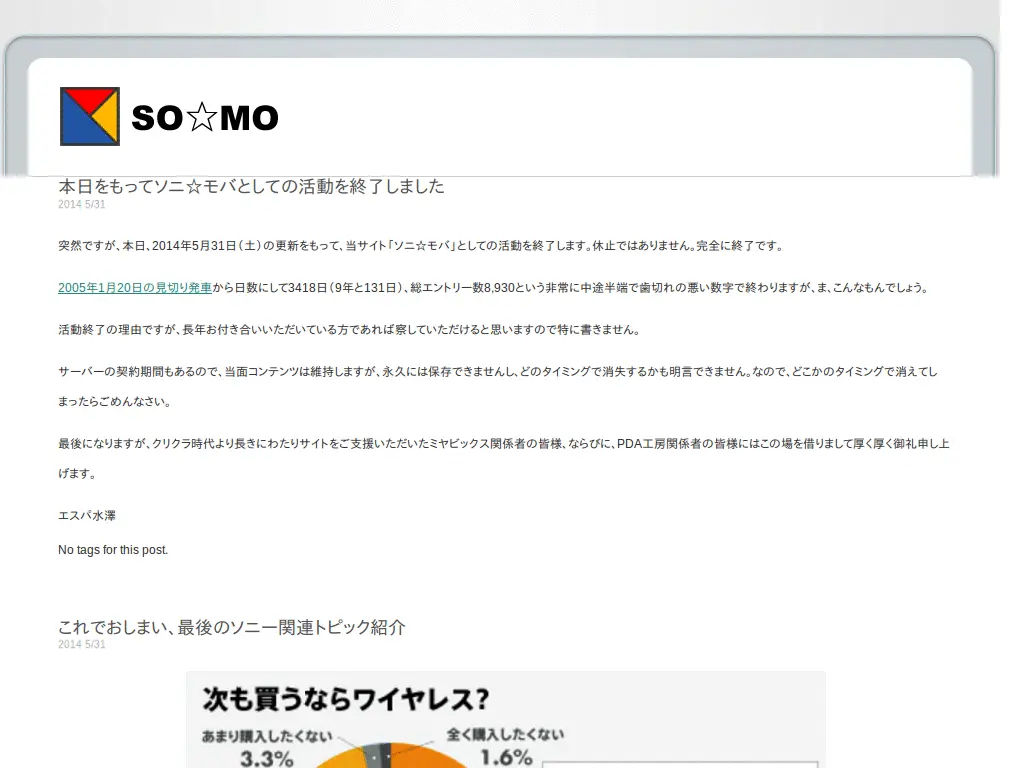 SO☆MO
本日をもってソニ☆モバとしての活動を終了しました
2014 5/31
突然ですが、本日、2014年5月31日（土）の更新をもって、当サイト「ソニ☆モバ」としての活動を終了します。休止ではありません。完全に終了です。
2005年1月20日の見切り発車から日数にして3418日（9年と131日）、総エントリー数8,930という非常に中途半端で歯切れの悪い数字で終わりますが、ま、こんなもんでしょう。
活動終了の理由ですが、長年お付き合いいただいている方であれば察していただけると思いますので特に書きません。
サーバーの契約期間もあるので、当面コンテンツは維持しますが、永久には保存できませんし、どのタイミングで消失するかも明言できません。なので、どこかのタイミングで消えてし
まったらごめんなさい。
最後になりますが、クリクラ時代より長きにわたりサイトをご支援いただいたミヤビックス関係者の皆様、ならびに、PDA工房関係者の皆様にはこの場を借りまして厚く厚く御礼申し上
げます。
エスパ水澤
No tags for this post.
これでおしまい、最後のソニー関連トピック紹介
2014 5/31
次も買うならワイヤレス?
あまり購入したくない
全く購入したくない
3.3%
1.6%